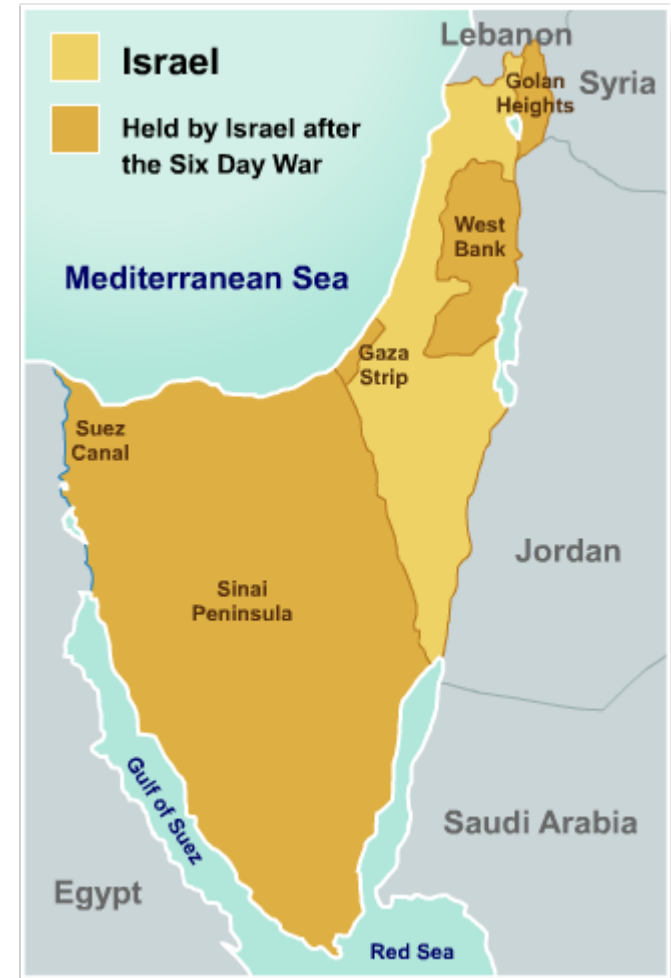 Lebanon
Israel
Golan
Heights
Syria
Held by Israel after
the Six Day War
West
Bank
Mediterranean Sea
Gaza
Strip
Suez
Canal
Jordan
Sinai
Peninsula
Gulf of Suez
Saudi Arabia
Egypt
Red Sea